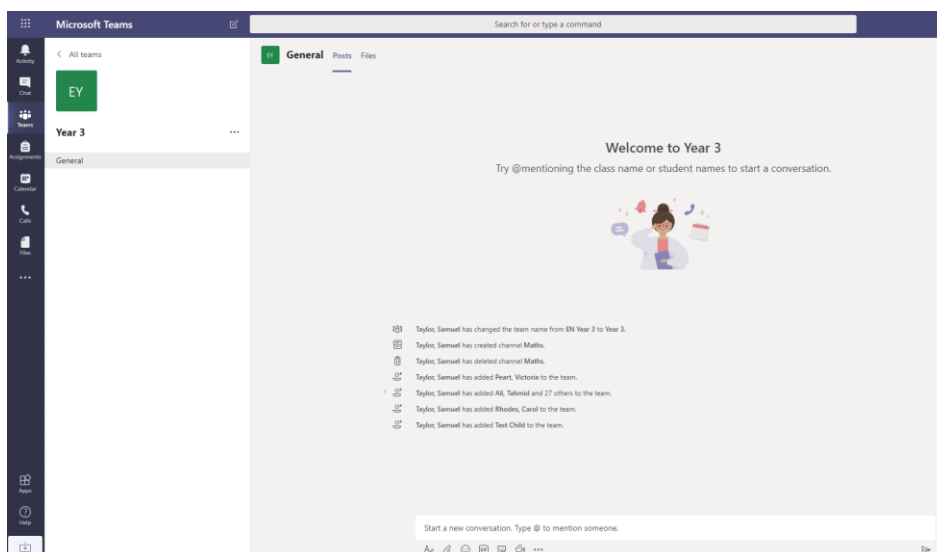 Microsoft Teams
Search for or type a command
Activity
Chat
Teams
Assignments
Calendar
Calls
Files
Apps
Help
All teams
EY
Year 3
General
EY
General Posts Files
Welcome to Year 3
Try @mentioning the class name or student names to start a conversation.
Taylor, Samuel has changed the team name from EN Year 3 to Year 3.
Taylor, Samuel has created channel Maths.
Taylor, Samuel has deleted channel Maths.
Taylor, Samuel has added Peart, Victoria to the team.
Taylor, Samuel has added Ali, Tahmid and 27 others to the team.
Taylor, Samuel has added Rhodes, Carol to the team.
Taylor, Samuel has added Test Child to the team.
Start a new conversation. Type @ to mention someone.
GIF